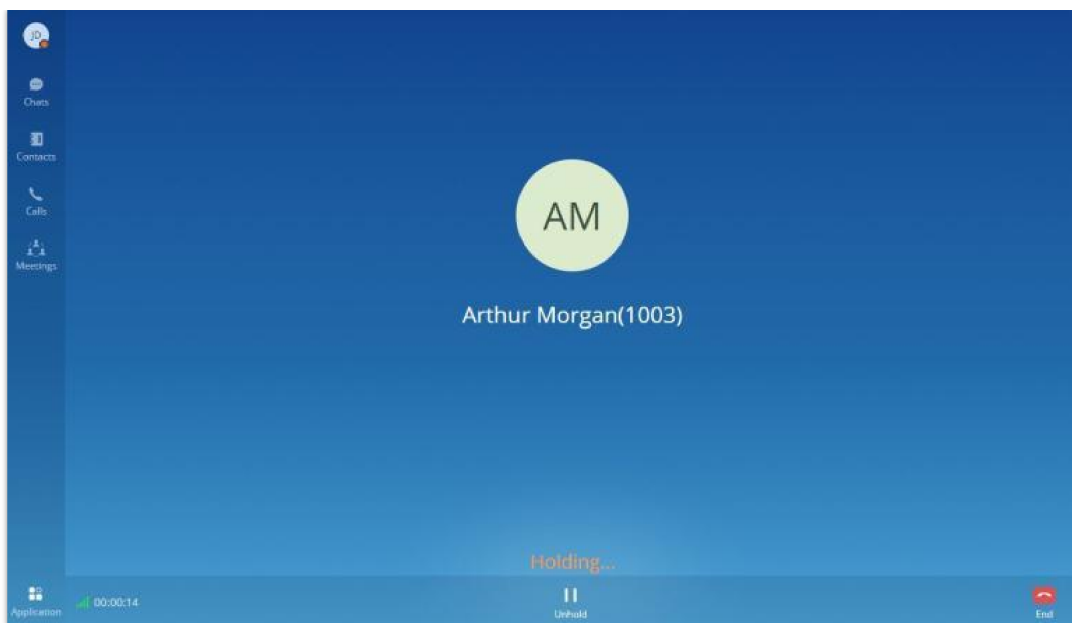 JD
Chats
Contacts
Calls
Meetings
AM
Arthur Morgan(1003)
Holding...
Application
00:00:14
Unhold
End